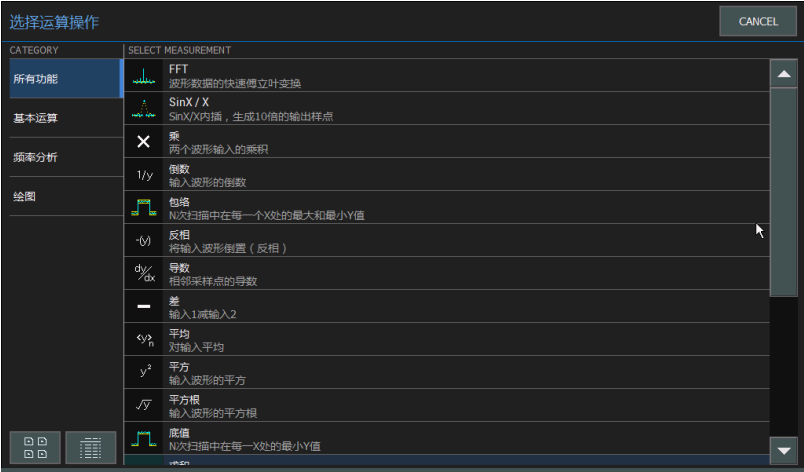 选择运算操作
CANCEL
CATEGORY
SELECT MEASUREMENT
所有功能
基本运算
频率分析
绘图
FFT
波形数据的快速傅立叶变换
SinX / X
SinX/X内插，生成10倍的输出样点
乘
两个波形输入的乘积
1/y
倒数
输入波形的倒数
包络
N次扫描中在每一个X处的最大和最小Y值
-(y)
反相
将输入波形倒置（反相）
dy/dx
导数
相邻采样点的导数
差
输入1减输入2
<y>n
平均
对输入平均
y²
平方
输入波形的平方
√y
平方根
输入波形的平方根
底值
N次扫描中在每一X处的最小Y值